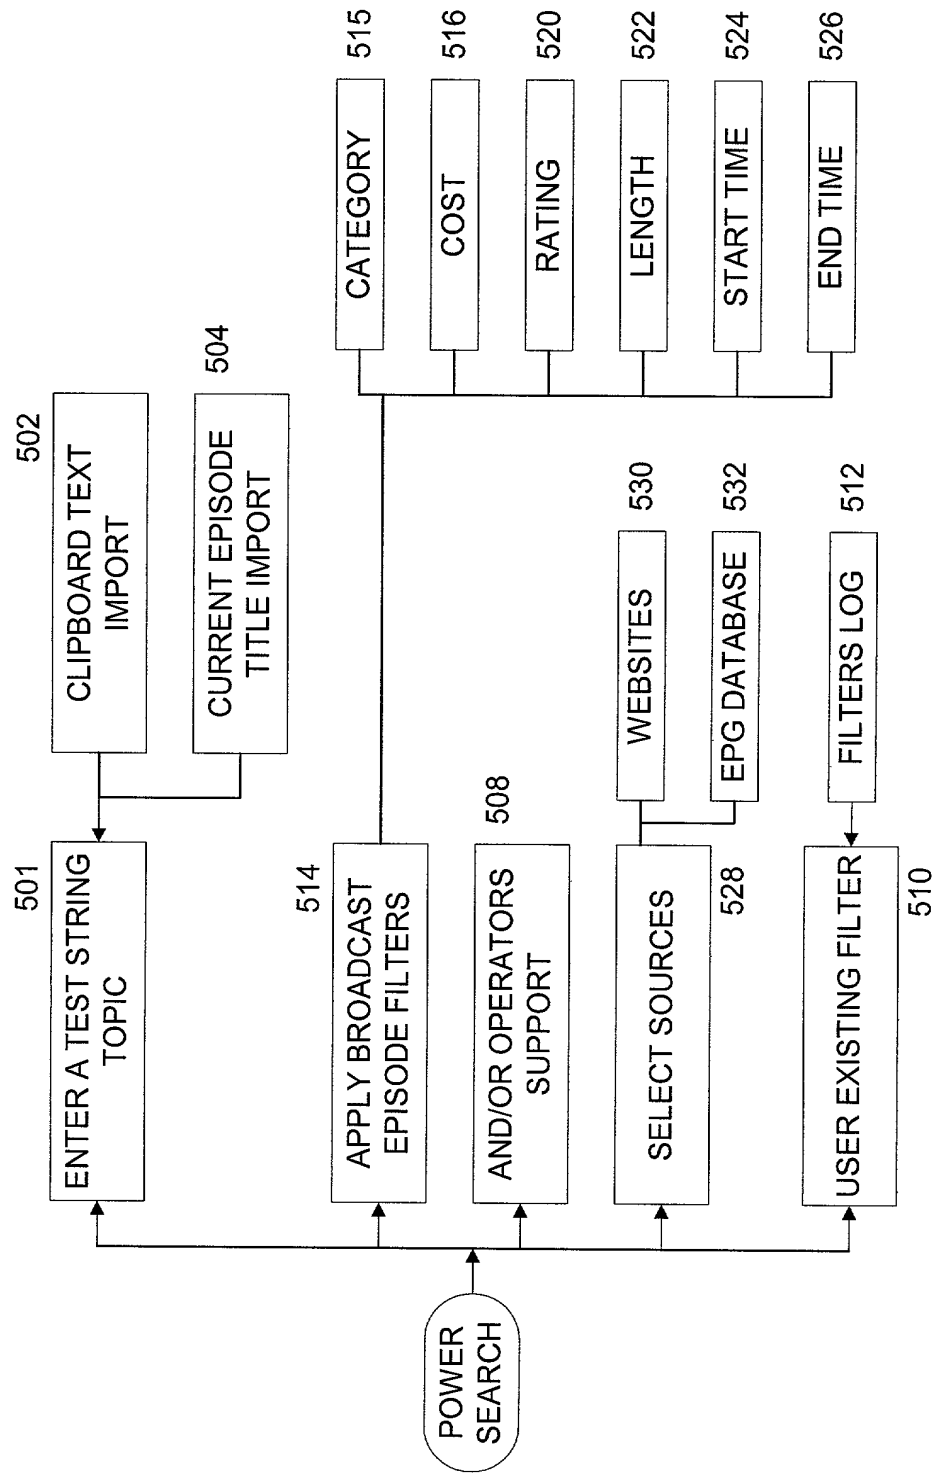 POWER
SEARCH
501
ENTER A TEST STRING
TOPIC
502
CLIPBOARD TEXT
IMPORT
504
CURRENT EPISODE
TITLE IMPORT
514
APPLY BROADCAST
EPISODE FILTERS
CATEGORY
515
COST
516
RATING
520
LENGTH
522
START TIME
524
END TIME
526
AND/OR OPERATORS
SUPPORT
508
SELECT SOURCES
528
WEBSITES
530
EPG DATABASE
532
USER EXISTING FILTER
510
FILTERS LOG
512